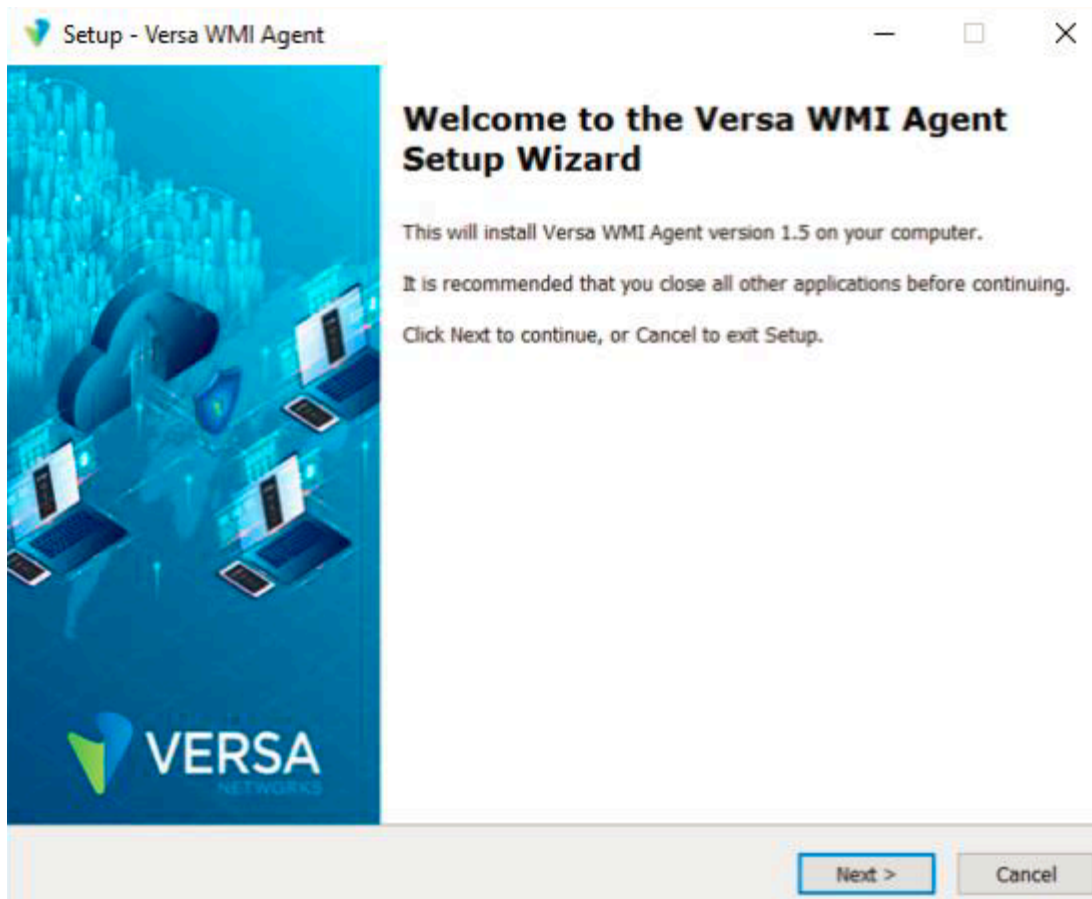 Setup - Versa WMI Agent
Welcome to the Versa WMI Agent
Setup Wizard
This will install Versa WMI Agent version 1.5 on your computer.
It is recommended that you close all other applications before continuing.
Click Next to continue, or Cancel to exit Setup.
VERSA
NETWORKS
Next >
Cancel